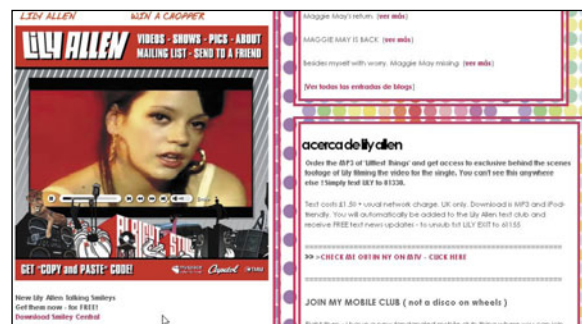 LILY ALLEN
WIN A CHOPPER
LILY ALLEN
VIDEOS - SHOWS - PICS - ABOUT
MAILING LIST - SEND TO A FRIEND
ALRIGHT STILL
GET "COPY and PASTE" CODE!
myspace
Capitol
New Lily Allen Talking Smileys
Get them now - for FREE!
Download Smiley Central
Maggie May's return. (ver más)
MAGGIE MAY IS BACK (ver más)
Besides myself with worry. Maggie May missing. (ver más)
[Ver todas las entradas de blogs]
acerca de lily allen
Order the MP3 of 'Littlest Things' and get access to exclusive behind the scenes
footage of Lily filming the video for the single. You can't see this anywhere
else ! Simply text LILY to 81338.
Text costs £1.50 + usual network charge. UK only. Download is MP3 and iPod-
friendly. You will automatically be added to the Lily Allen text club and
receive FREE text news updates - to unsub txt LILY EXIT to 60155
>> >CHECK ME OUT IN NY ON MTV - CLICK HERE
JOIN MY MOBILE CLUB ( not a disco on wheels )